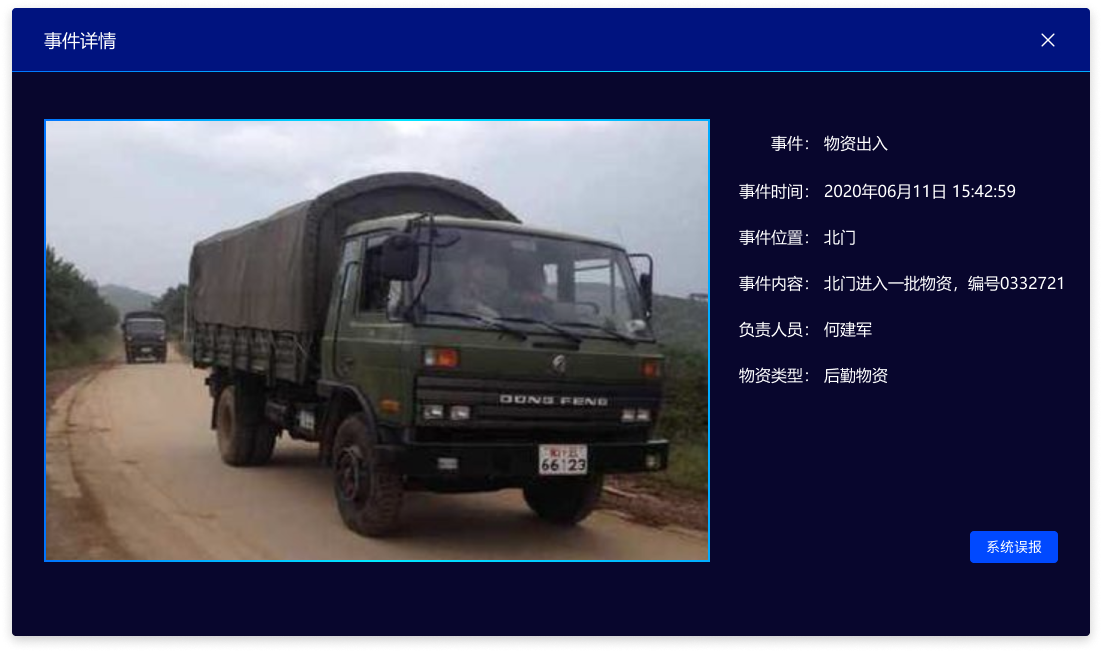 事件详情
事件： 物资出入
事件时间： 2020年06月11日 15:42:59
事件位置： 北门
事件内容： 北门进入一批物资，编号0332721
负责人员： 何建军
物资类型： 后勤物资
DONG FENG
66123
系统误报